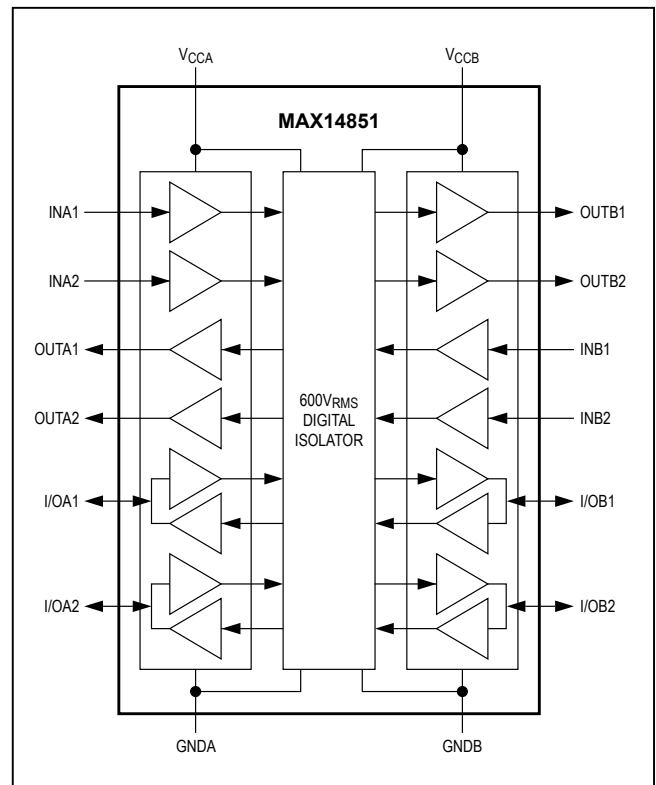 VCCA
VCCB
MAX14851
INA1
OUTB1
INA2
OUTB2
OUTA1
INB1
OUTA2
600VRMS
DIGITAL
ISOLATOR
INB2
I/OA1
I/OB1
I/OA2
I/OB2
GNDA
GNDB